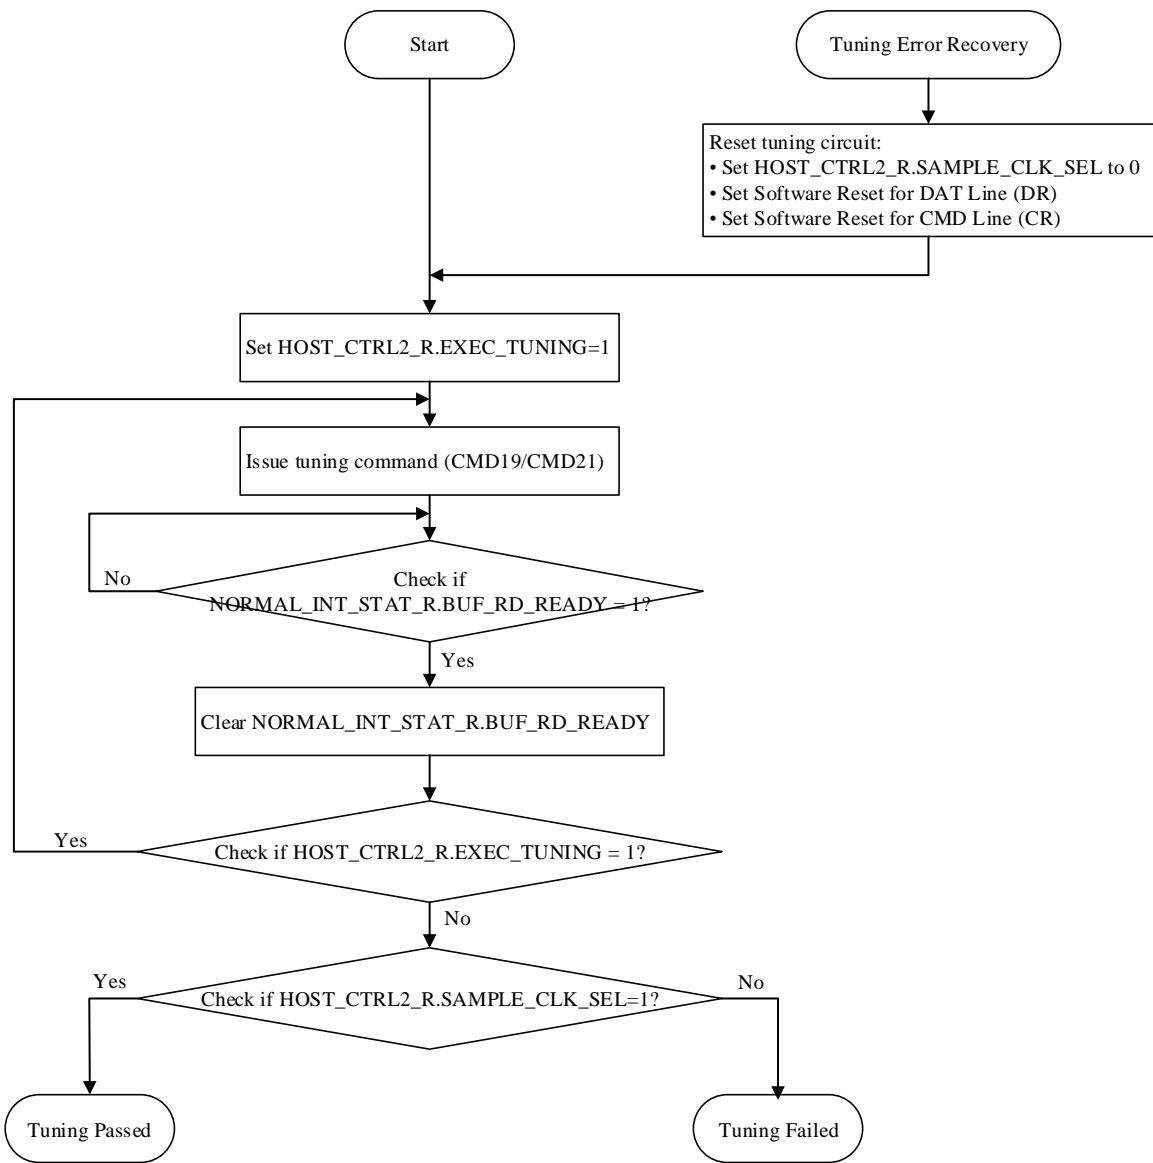 Start
Tuning Error Recovery
Reset tuning circuit:
• Set HOST_CTRL2_R.SAMPLE_CLK_SEL to 0
• Set Software Reset for DAT Line (DR)
• Set Software Reset for CMD Line (CR)
Set HOST_CTRL2_R.EXEC_TUNING=1
Issue tuning command (CMD19/CMD21)
No
Check if
NORMAL_INT_STAT_R.BUF_RD_READY = 1?
Yes
Clear NORMAL_INT_STAT_R.BUF_RD_READY
Yes
Check if HOST_CTRL2_R.EXEC_TUNING = 1?
No
Yes
Check if HOST_CTRL2_R.SAMPLE_CLK_SEL=1?
No
Tuning Passed
Tuning Failed